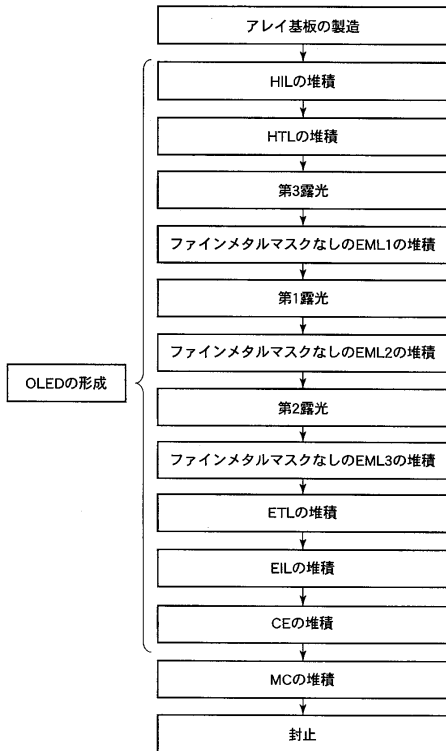 アレイ基板の製造
HILの堆積
HTLの堆積
第3露光
ファインメタルマスクなしのEML1の堆積
第1露光
ファインメタルマスクなしのEML2の堆積
OLEDの形成
第2露光
ファインメタルマスクなしのEML3の堆積
ETLの堆積
EILの堆積
CEの堆積
MCの堆積
封止